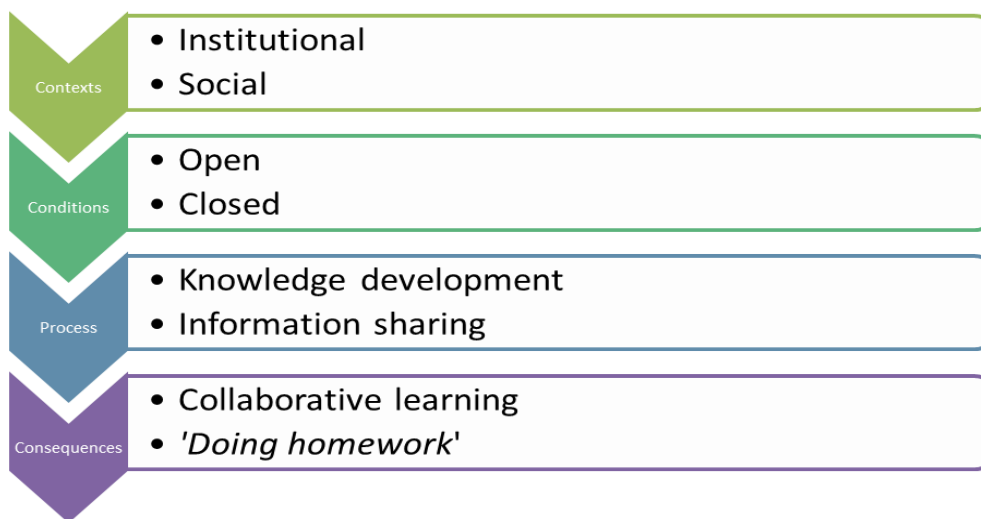 Contexts
• Institutional
• Social
Conditions
• Open
• Closed
Process
• Knowledge development
• Information sharing
Consequences
• Collaborative learning
• 'Doing homework'